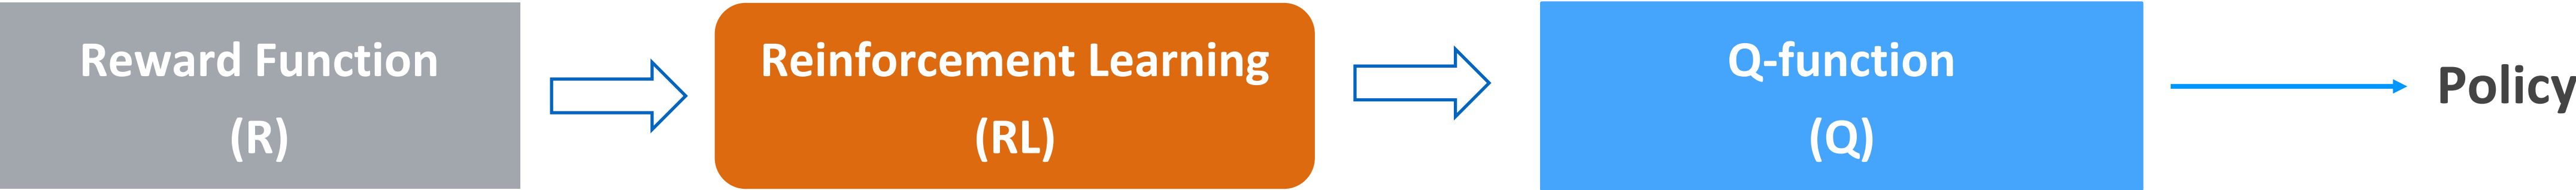 Reward Function
(R)
Reinforcement Learning
(RL)
Q-function
(Q)
Policy